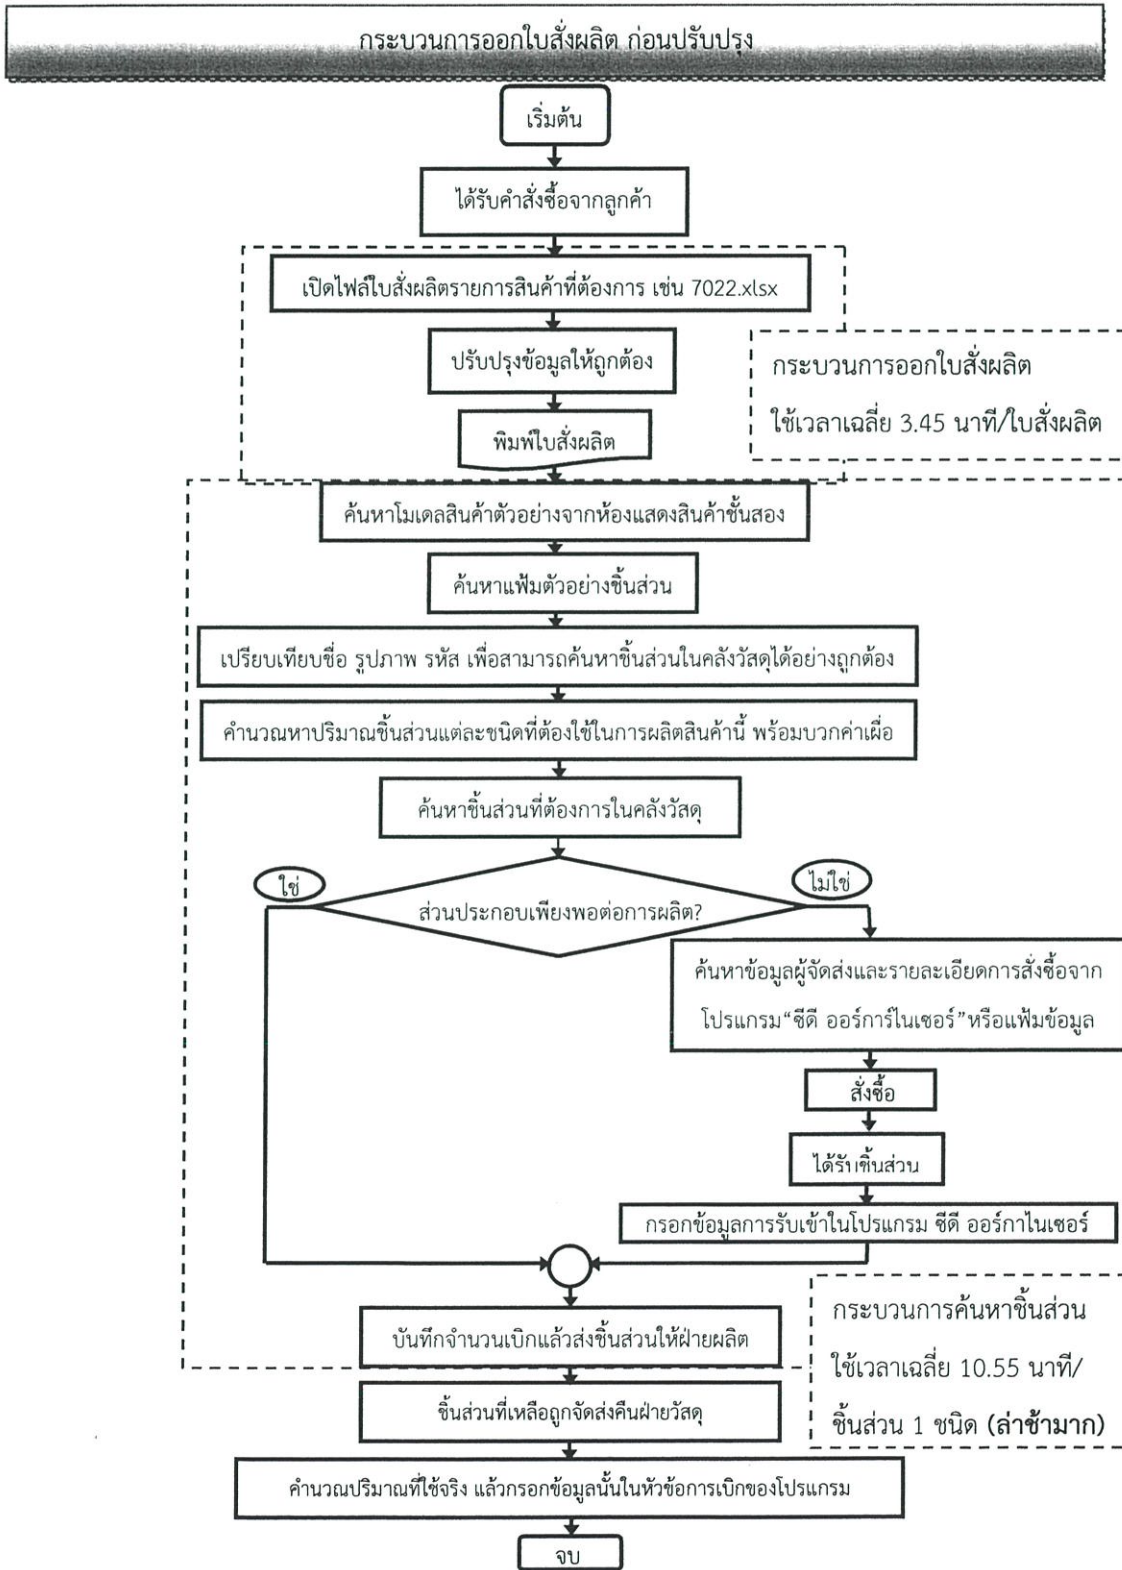 กระบวนการออกใบสั่งผลิต ก่อนปรับปรุง
เริ่มต้น
ได้รับคำสั่งซื้อจากลูกค้า
เปิดไฟล์ใบสั่งผลิตรายการสินค้าที่ต้องการ เช่น 7022.xlsx
ปรับปรุงข้อมูลให้ถูกต้อง
กระบวนการออกใบสั่งผลิต
ใช้เวลาเฉลี่ย 3.45 นาที/ใบสั่งผลิต
พิมพ์ใบสั่งผลิต
ค้นหาโมเดลสินค้าตัวอย่างจากห้องแสดงสินค้าชั้นสอง
ค้นหาแฟ้มตัวอย่างชิ้นส่วน
เปรียบเทียบชื่อ รูปภาพ รหัส เพื่อสามารถค้นหาชิ้นส่วนในคลังวัสดุได้อย่างถูกต้อง
คำนวณหาปริมาณชิ้นส่วนแต่ละชนิดที่ต้องใช้ในการผลิตสินค้านี้ พร้อมบวกค่าเผื่อ
ค้นหาชิ้นส่วนที่ต้องการในคลังวัสดุ
ใช่
ไม่ใช่
ส่วนประกอบเพียงพอต่อการผลิต?
ค้นหาข้อมูลผู้จัดส่งและรายละเอียดการสั่งซื้อจาก
โปรแกรม“ซีดี ออร์การ์ไนเซอร์”หรือแฟ้มข้อมูล
สั่งซื้อ
ได้รับชิ้นส่วน
กรอกข้อมูลการรับเข้าในโปรแกรม ซีดี ออร์กาไนเซอร์
บันทึกจำนวนเบิกแล้วส่งชิ้นส่วนให้ฝ่ายผลิต
กระบวนการค้นหาชิ้นส่วน
ใช้เวลาเฉลี่ย 10.55 นาที/
ชิ้นส่วน 1 ชนิด (ล่าช้ามาก)
ชิ้นส่วนที่เหลือถูกจัดส่งคืนฝ่ายวัสดุ
คำนวณปริมาณที่ใช้จริง แล้วกรอกข้อมูลนั้นในหัวข้อการเบิกของโปรแกรม
จบ